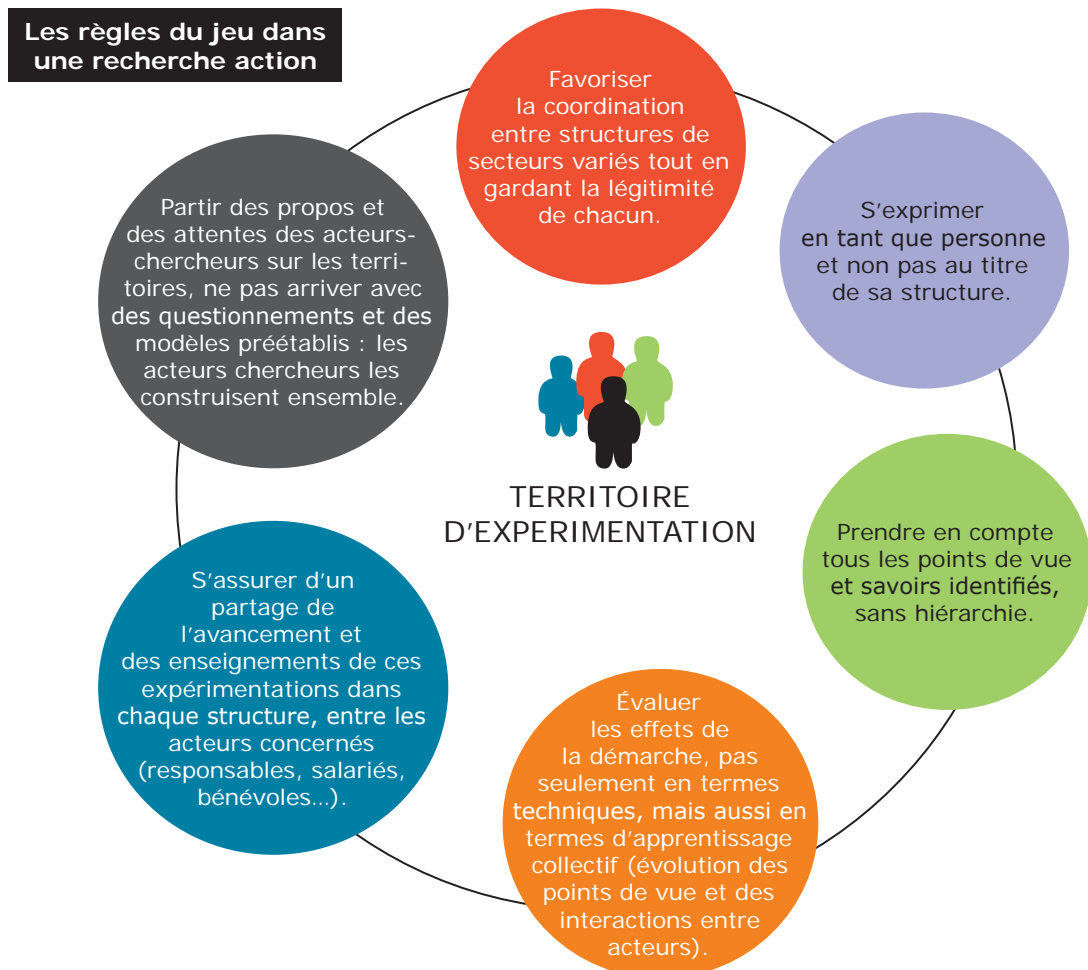 Les règles du jeu dans
une recherche action
Favoriser
la coordination
entre structures de
secteurs variés tout en
gardant la légitimité
de chacun.
S'exprimer
en tant que personne
et non pas au titre
de sa structure.
Prendre en compte
tous les points de vue
et savoirs identifiés,
sans hiérarchie.
Évaluer
les effets de
la démarche, pas
seulement en termes
techniques, mais aussi en
termes d'apprentissage
collectif (évolution des
points de vue et des
interactions entre
acteurs).
S'assurer d'un
partage de
l'avancement et
des enseignements de ces
expérimentations dans
chaque structure, entre les
acteurs concernés
(responsables, salariés,
bénévoles...).
Partir des propos et
des attentes des acteurs-
chercheurs sur les terri-
toires, ne pas arriver avec
des questionnements et des
modèles préétablis : les
acteurs chercheurs les
construisent ensemble.
TERRITOIRE
D'EXPERIMENTATION